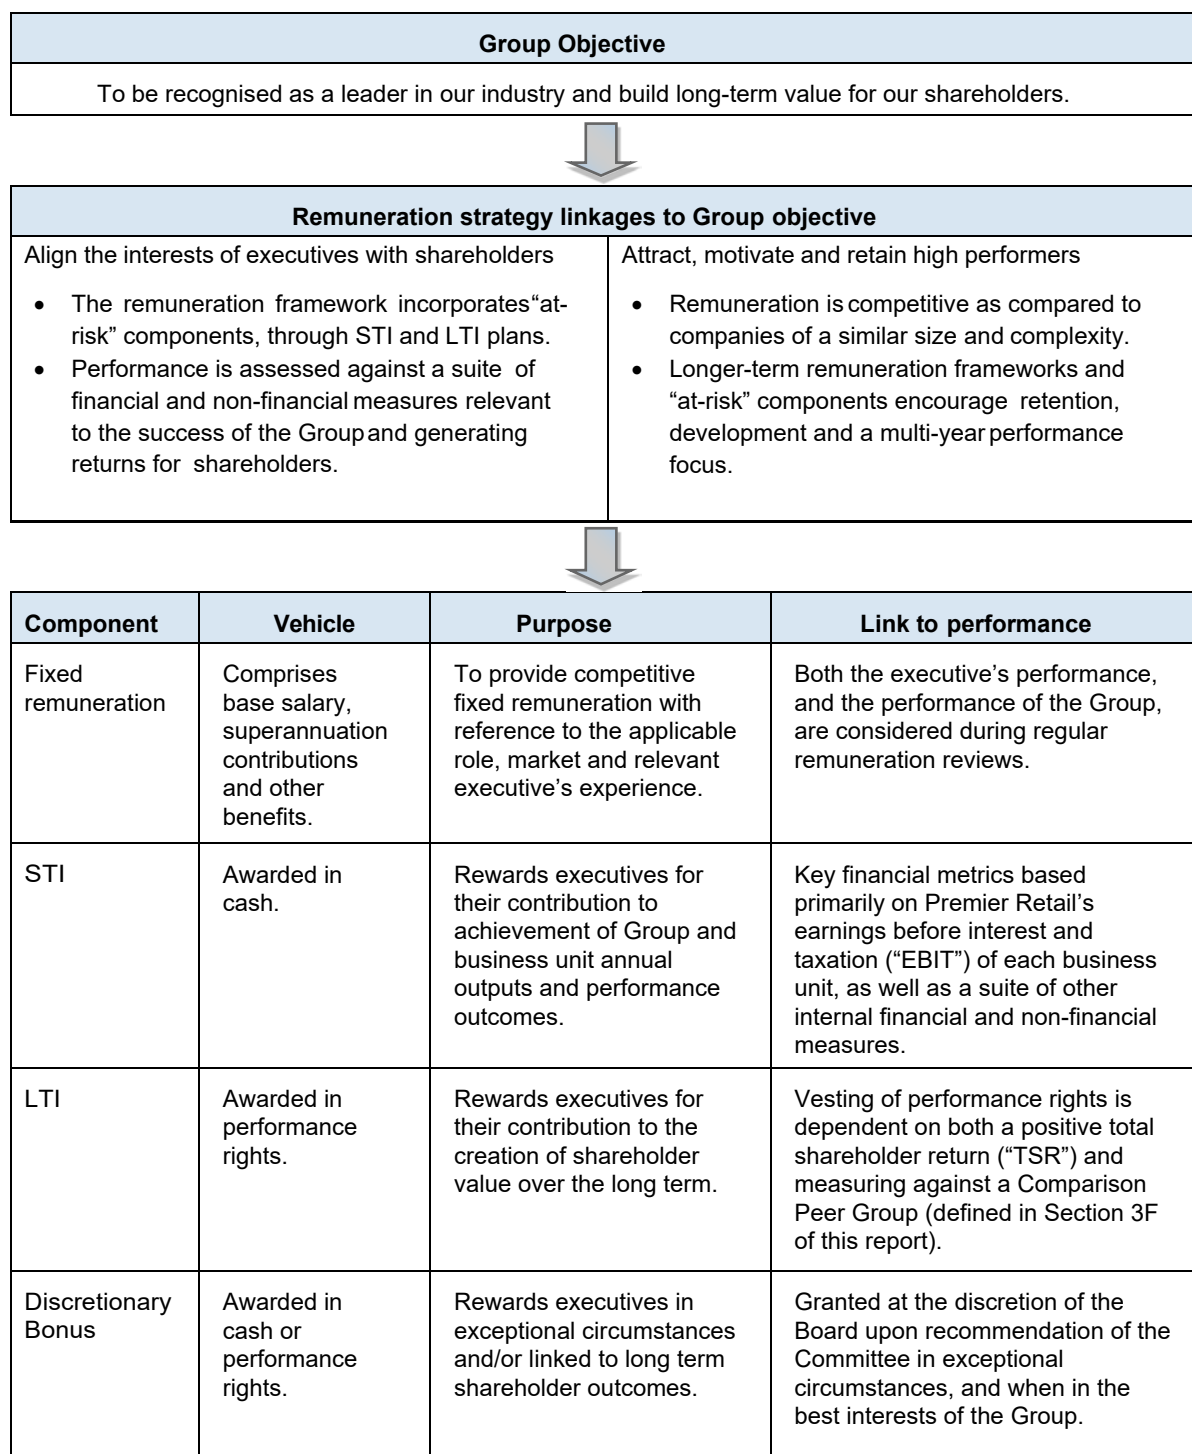 Group Objective
To be recognised as a leader in our industry and build long-term value for our shareholders.
Remuneration strategy linkages to Group objective
Align the interests of executives with shareholders
• The remuneration framework incorporates“at-
risk” components, through STI and LTI plans.
• Performance is assessed against a suite of
financial and non-financial measures relevant
to the success of the Group and generating
returns for shareholders.
Attract, motivate and retain high performers
• Remuneration is competitive as compared to
companies of a similar size and complexity.
• Longer-term remuneration frameworks and
“at-risk” components encourage retention,
development and a multi-year performance
focus.
Component
Vehicle
Purpose
Link to performance
Fixed
remuneration
Comprises
base salary,
superannuation
contributions
and other
benefits.
To provide competitive
fixed remuneration with
reference to the applicable
role, market and relevant
executive’s experience.
Both the executive’s performance,
and the performance of the Group,
are considered during regular
remuneration reviews.
STI
Awarded in
cash.
Rewards executives for
their contribution to
achievement of Group and
business unit annual
outputs and performance
outcomes.
Key financial metrics based
primarily on Premier Retail’s
earnings before interest and
taxation (“EBIT”) of each business
unit, as well as a suite of other
internal financial and non-financial
measures.
LTI
Awarded in
performance
rights.
Rewards executives for
their contribution to the
creation of shareholder
value over the long term.
Vesting of performance rights is
dependent on both a positive total
shareholder return (“TSR”) and
measuring against a Comparison
Peer Group (defined in Section 3F
of this report).
Discretionary
Bonus
Awarded in
cash or
performance
rights.
Rewards executives in
exceptional circumstances
and/or linked to long term
shareholder outcomes.
Granted at the discretion of the
Board upon recommendation of the
Committee in exceptional
circumstances, and when in the
best interests of the Group.